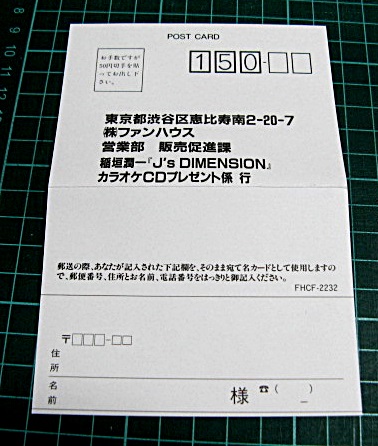 POST CARD
お手数ですが
50円切手を貼
ってお出し下
さい。
150-□□
東京都渋谷区恵比寿南2-20-7
㈱ファンハウス
営業部 販売促進課
稲垣潤一『J's DIMENSION』
カラオケCDプレゼント係 行
郵送の際、あなたが記入された下記欄を、そのまま宛て名カードとして使用しますの
で、郵便番号、住所とお名前、電話番号をはっきりと御記入ください。
FHCF-2232
〒□□□-□□
住所
名前
様 ☎( ) –
8 9 10 11 12